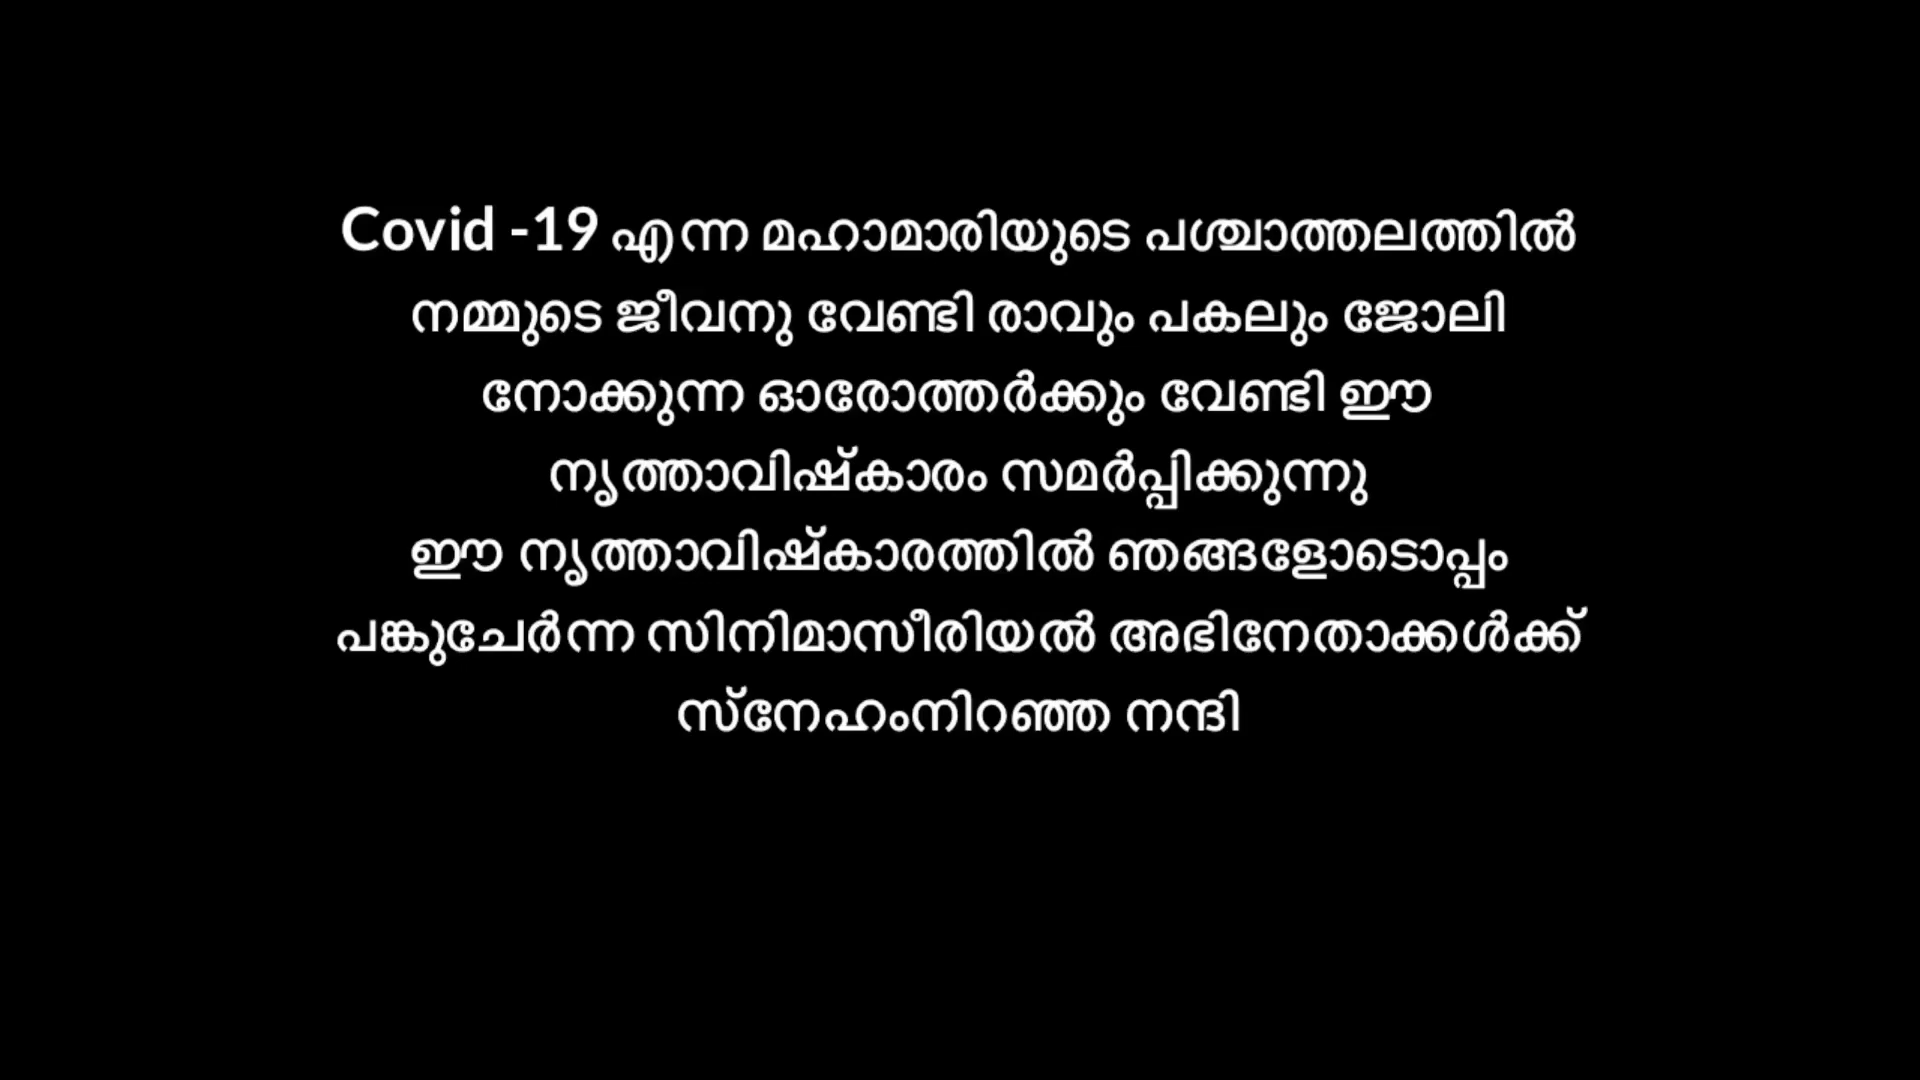 Covid -19 എന്ന മഹാമാരിയുടെ പശ്ചാത്തലത്തിൽ
നമ്മുടെ ജീവനു വേണ്ടി രാവും പകലും ജോലി
നോക്കുന്ന ഓരോത്തർക്കും വേണ്ടി ഈ
നൃത്താവിഷ്കാരം സമർപ്പിക്കുന്നു
ഈ നൃത്താവിഷ്കാരത്തിൽ ഞങ്ങളോടൊപ്പം
പങ്കുചേർന്ന സിനിമാസീരിയൽ അഭിനേതാക്കൾക്ക്
സ്നേഹംനിറഞ്ഞ നന്ദി